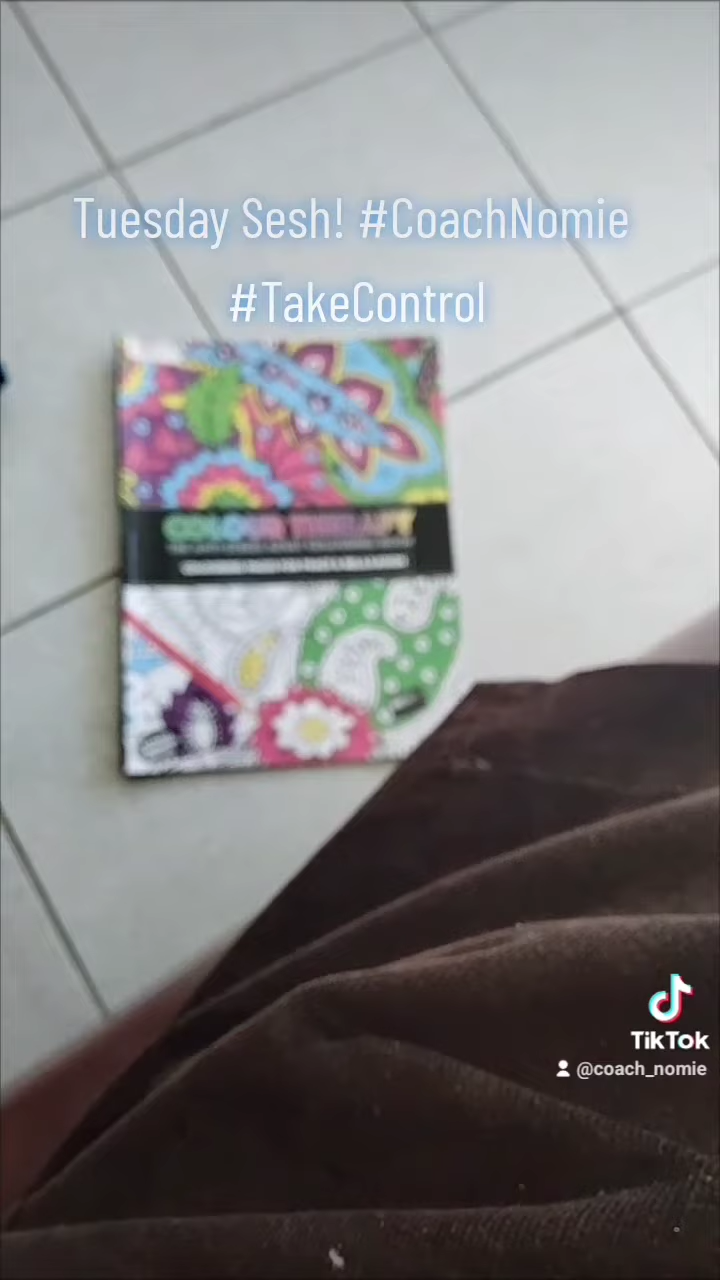 Tuesday Sesh! #CoachNomie
#TakeControl
COLOUR THERAPY
TikTok
@coach_nomie